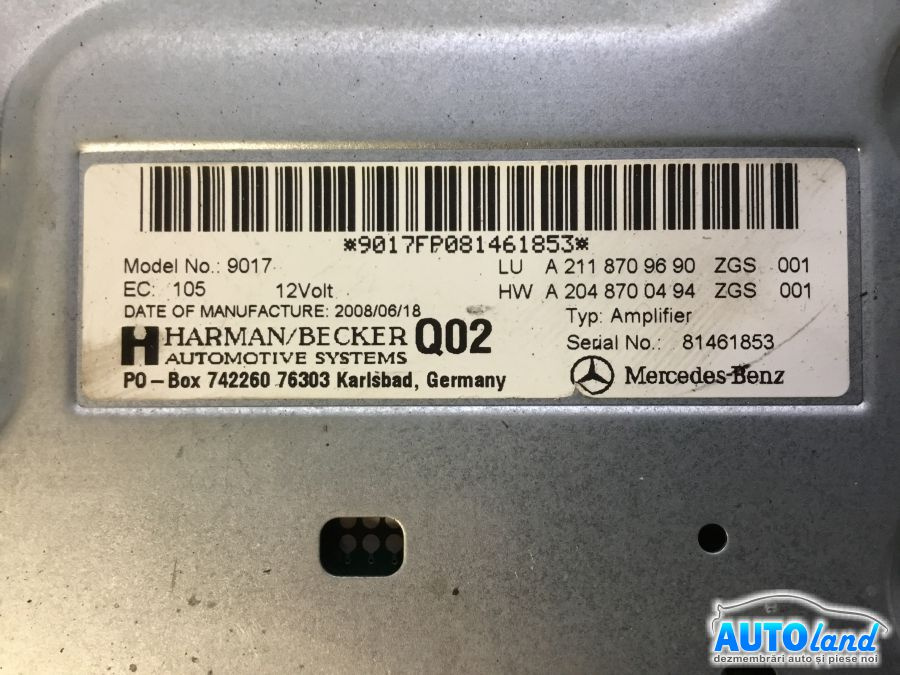 *9017FP081461853*
Model No.: 9017 LU A 211 870 96 90 ZGS 001
EC: 105 12Volt HW A 204 870 04 94 ZGS 001
DATE OF MANUFACTURE: 2008/06/18 Typ: Amplifier
HARMAN/BECKER Q02 Serial No.: 81461853
AUTOMOTIVE SYSTEMS
PO-Box 742260 76303 Karlsbad, Germany Mercedes-Benz
AUTOland
dezmembrări auto și piese noi